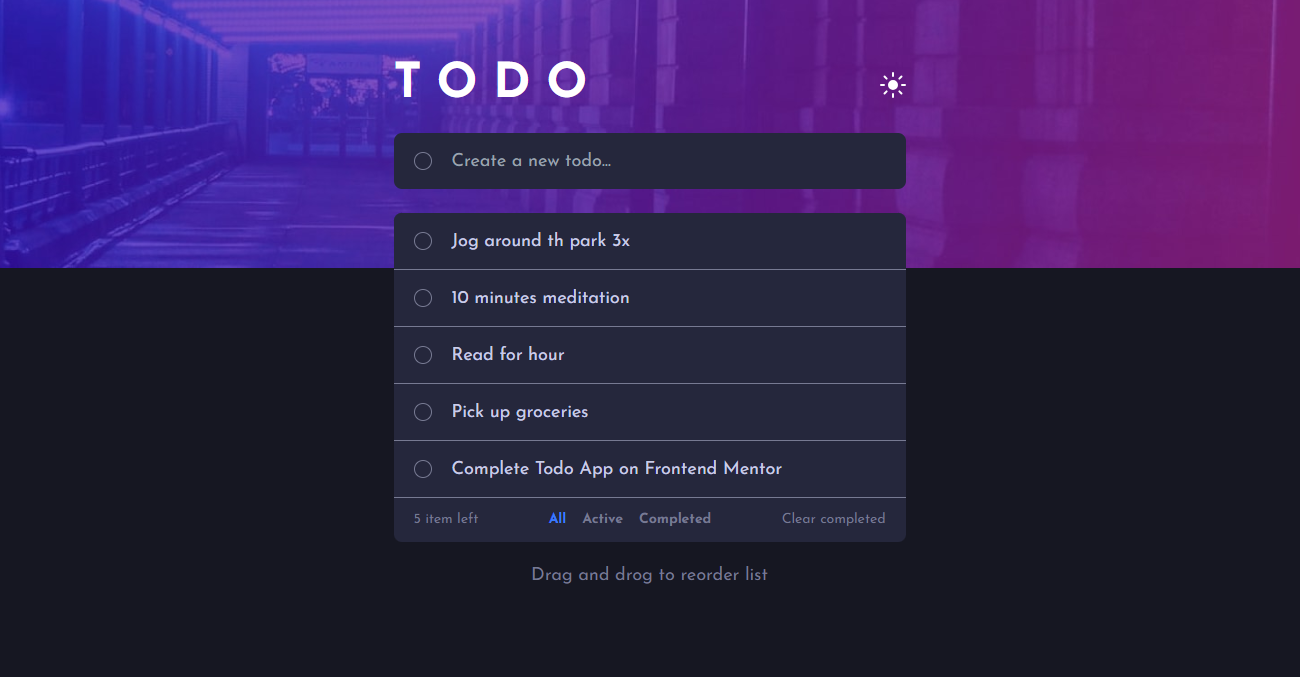 TODO
Create a new todo...
Jog around th park 3x
10 minutes meditation
Read for hour
Pick up groceries
Complete Todo App on Frontend Mentor
5 item left All Active Completed Clear completed
Drag and drog to reorder list